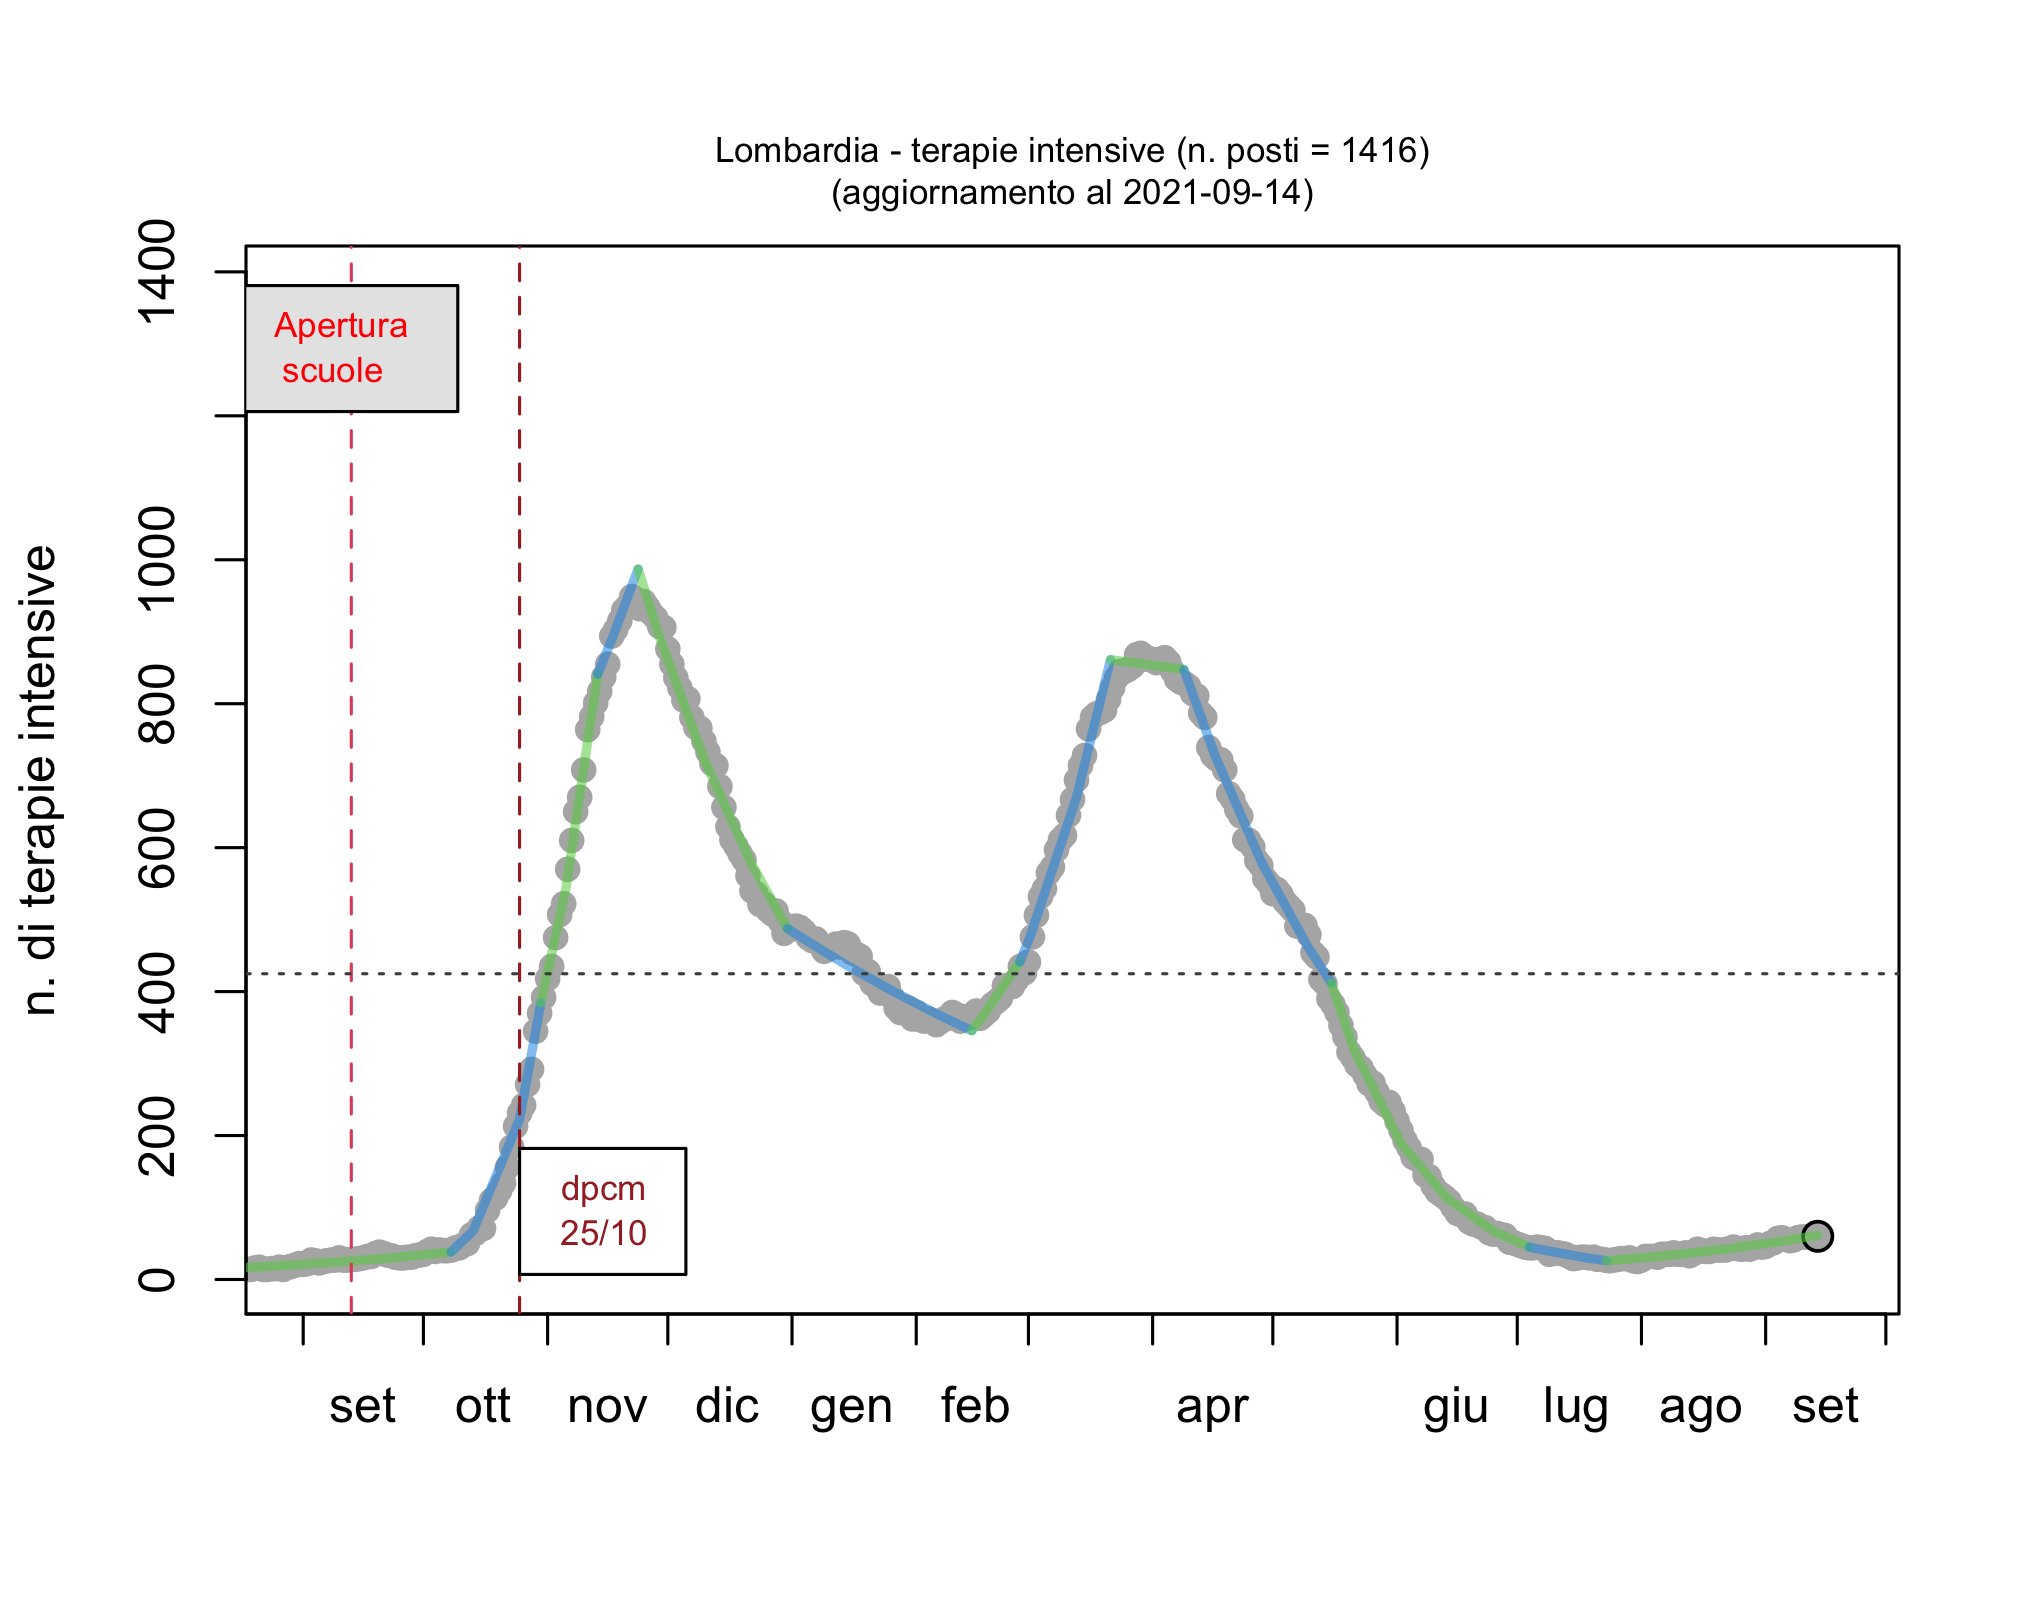 Lombardia - terapie intensive (n. posti = 1416)
(aggiornamento al 2021-09-14)
n. di terapie intensive
1400
1000
800
600
400
200
0
Apertura
scuole
dpcm
25/10
set ott nov dic gen feb apr giu lug ago set